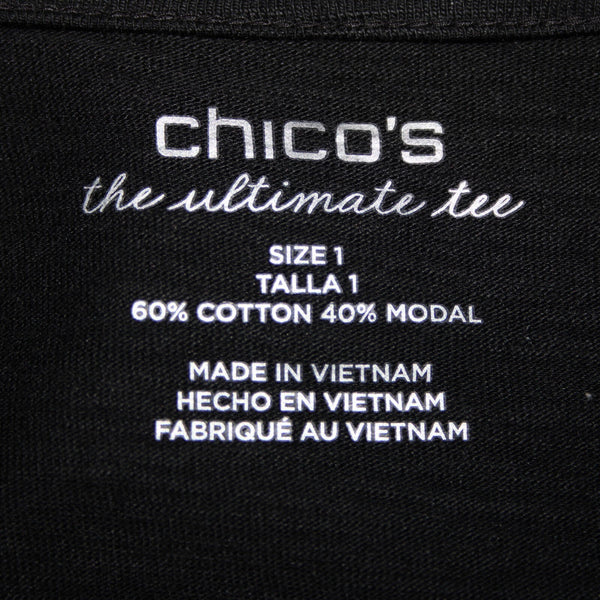 chico's
the ultimate tee
SIZE 1
TALLA 1
60% COTTON 40% MODAL
MADE IN VIETNAM
HECHO EN VIETNAM
FABRIQUÉ AU VIETNAM